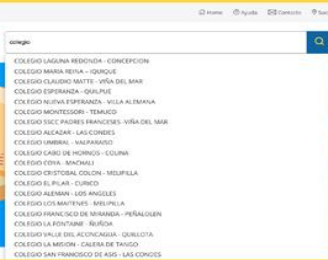 Home Ayuda Contacto
colegio
COLEGIO LAGUNA REDONDA - CONCEPCION
COLEGIO MARIA REINA - IQUIQUE
COLEGIO CLAUDIO MATTE - VIÑA DEL MAR
COLEGIO ESPERANZA - QUILPUÉ
COLEGIO NUEVA ESPERANZA - VILLA ALEMANA
COLEGIO MONTESSORI - TEMUCO
COLEGIO SSCC PADRES FRANCESES -VIÑA DEL MAR
COLEGIO ALCAZAR - LAS CONDES
COLEGIO UMBRAL - VALPARAISO
COLEGIO CABO DE HORNOS - COLINA
COLEGIO COYA - MACHALI
COLEGIO CRISTOBAL COLON - MELIPILLA
COLEGIO EL PILAR - CURICO
COLEGIO ALEMAN - LOS ANGELES
COLEGIO LOS MAITENES - MELIPILLA
COLEGIO FRANCISCO DE MIRANDA - PEÑALOLEN
COLEGIO LA FONTAINE - ÑUÑOA
COLEGIO VALLE DEL ACONCAGUA - QUILLOTA
COLEGIO LA MISION - CALERA DE TANGO
COLEGIO SAN FRANCISCO DE ASIS - LAS CONDES